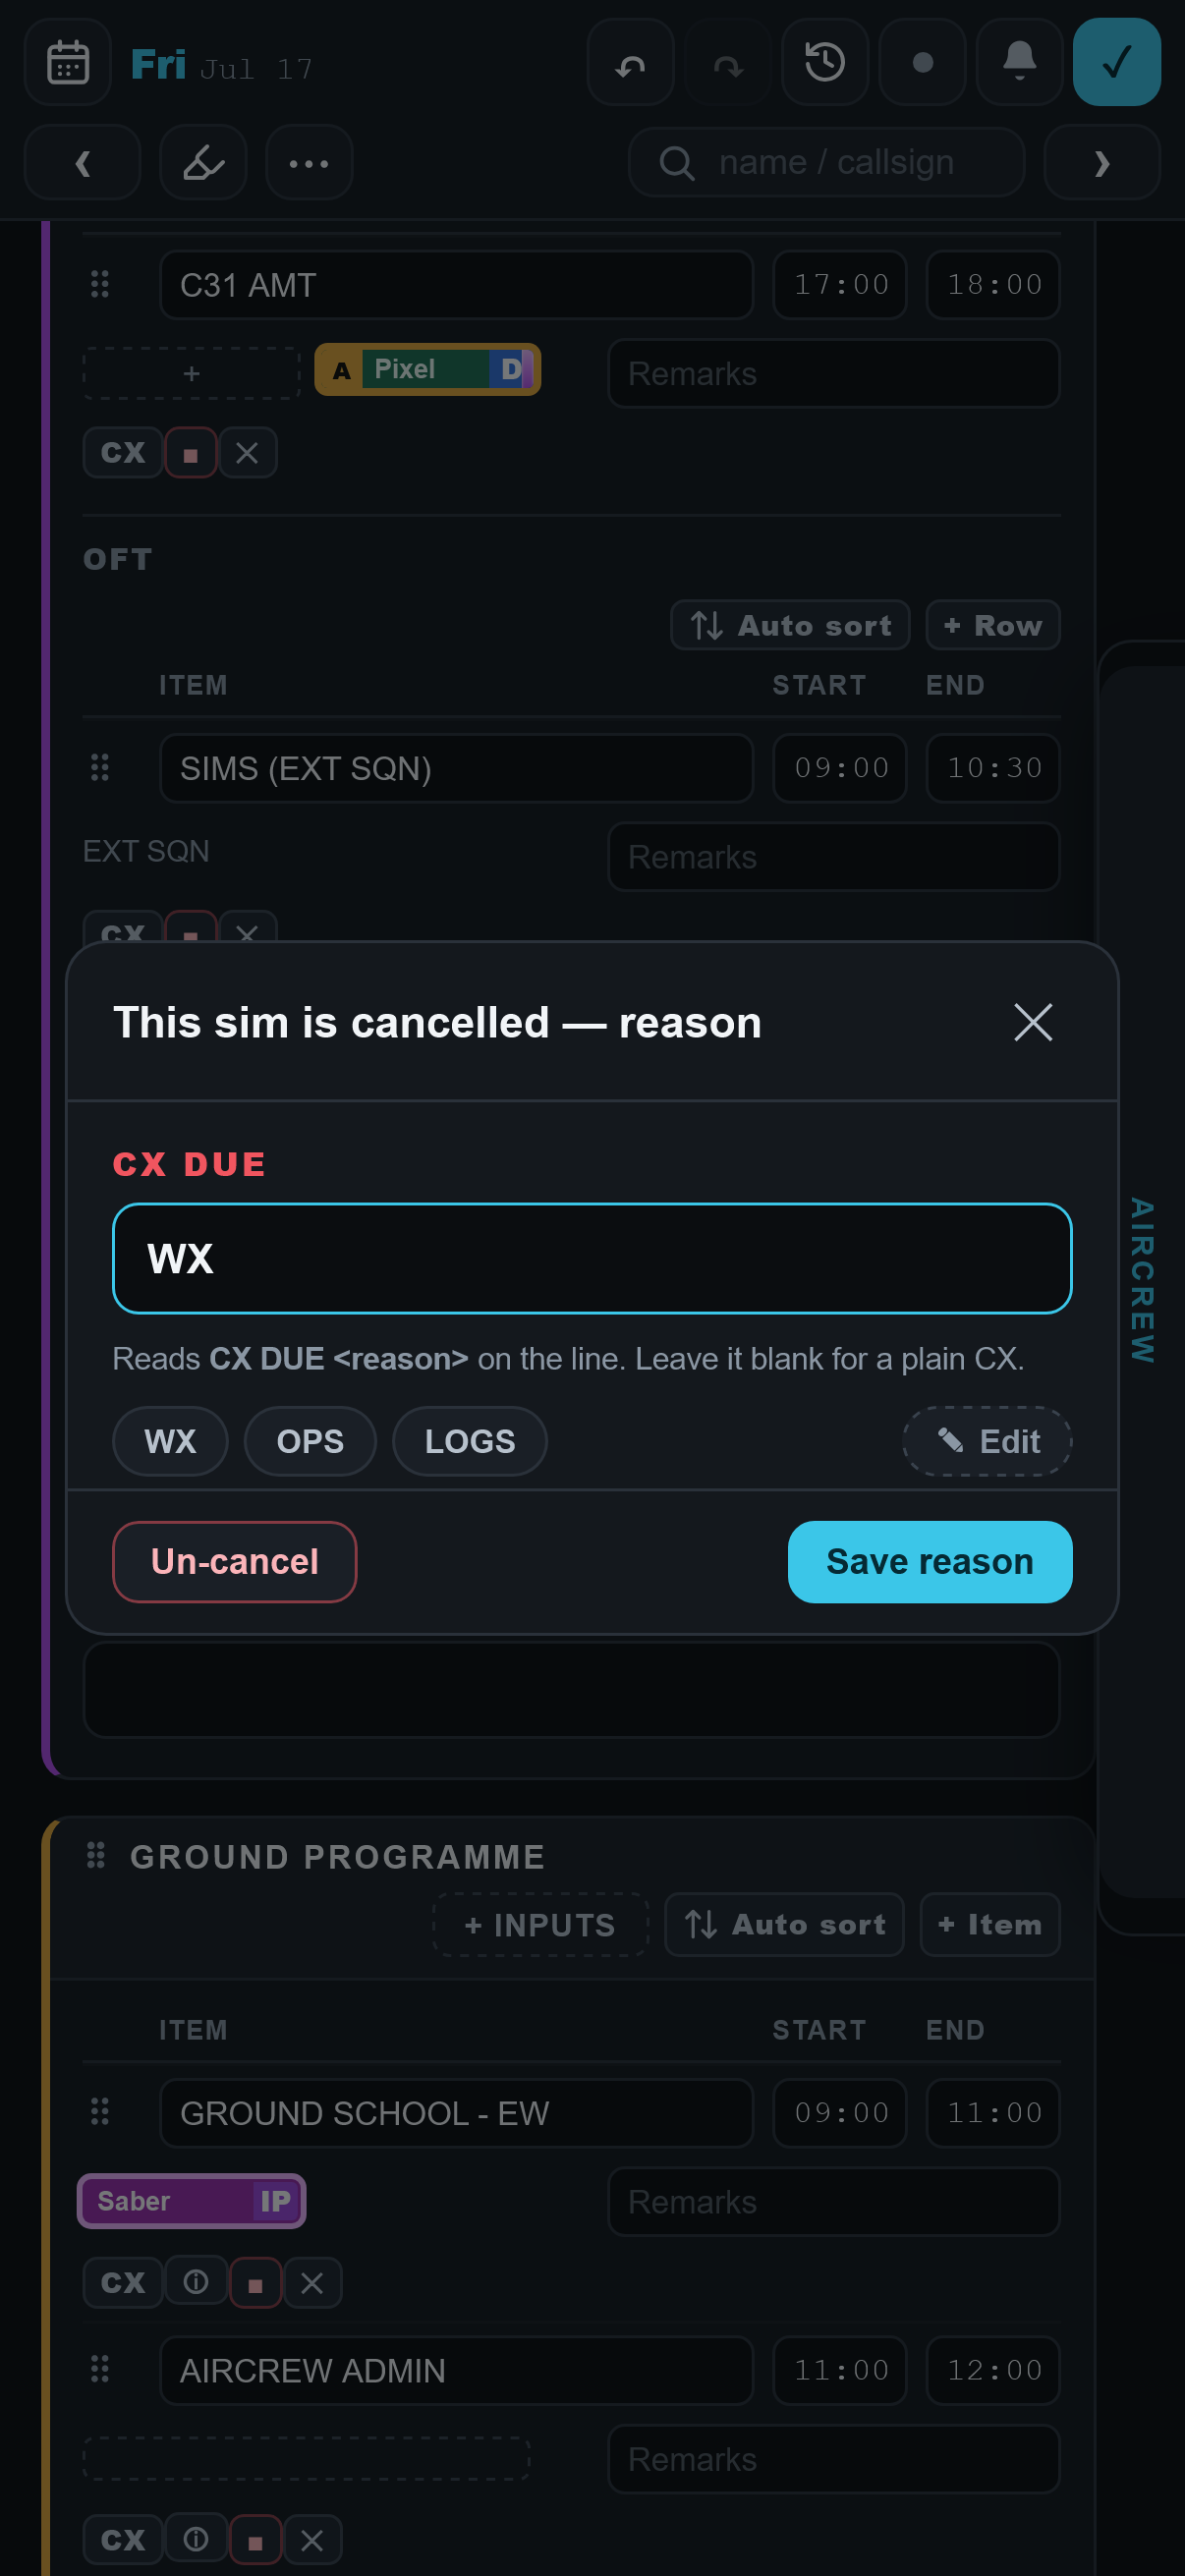 Fri Jul 17
name / callsign
C31 AMT 17:00 18:00
+ A Pixel D Remarks
CX
OFT
Auto sort + Row
ITEM START END
SIMS (EXT SQN) 09:00 10:30
EXT SQN Remarks
CX
This sim is cancelled — reason
CX DUE
WX
Reads CX DUE <reason> on the line. Leave it blank for a plain CX.
WX OPS LOGS Edit
Un-cancel Save reason
AIRCREW
GROUND PROGRAMME
+ INPUTS Auto sort + Item
ITEM START END
GROUND SCHOOL - EW 09:00 11:00
Saber IP Remarks
CX
AIRCREW ADMIN 11:00 12:00
Remarks
CX